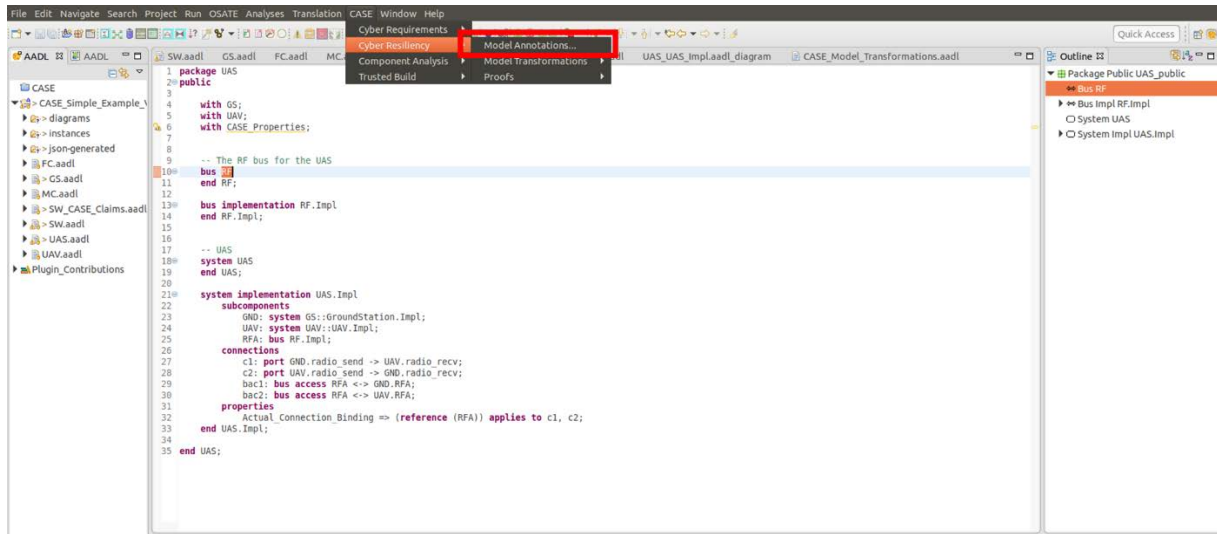 File Edit Navigate Search Project Run OSATE Analyses Translation CASE Window Help
Cyber Requirements
Cyber Resiliency
Component Analysis
Trusted Build
Model Annotations...
Model Transformations
Proofs
Quick Access
AADL AADL
SW.aadl GS.aadl FC.aadl UAS_UAS_Impl.aadl_diagram CASE_Model_Transformations.aadl
Outline
CASE
CASE_Simple_Example_
> diagrams
> instances
> json-generated
FC.aadl
> GS.aadl
MC.aadl
> SW_CASE_Claims.aadl
> SW.aadl
> UAS.aadl
UAV.aadl
Plugin_Contributions
1 package UAS
2 public
3
4 with GS;
5 with UAV;
6 with CASE_Properties;
7
8
9 -- The RF bus for the UAS
10 bus RF
11 end RF;
12
13 bus implementation RF.Impl
14 end RF.Impl;
15
16
17 -- UAS
18 system UAS
19 end UAS;
20
21 system implementation UAS.Impl
22 subcomponents
23 GND: system GS::GroundStation.Impl;
24 UAV: system UAV::UAV.Impl;
25 RFA: bus RF.Impl;
26 connections
27 c1: port GND.radio_send -> UAV.radio_recv;
28 c2: port UAV.radio_send -> GND.radio_recv;
29 bac1: bus access RFA <-> GND.RFA;
30 bac2: bus access RFA <-> UAV.RFA;
31 properties
32 Actual_Connection_Binding => (reference (RFA)) applies to c1, c2;
33 end UAS.Impl;
34
35 end UAS;
Package Public UAS_public
Bus RF
Bus Impl RF.Impl
System UAS
System Impl UAS.Impl